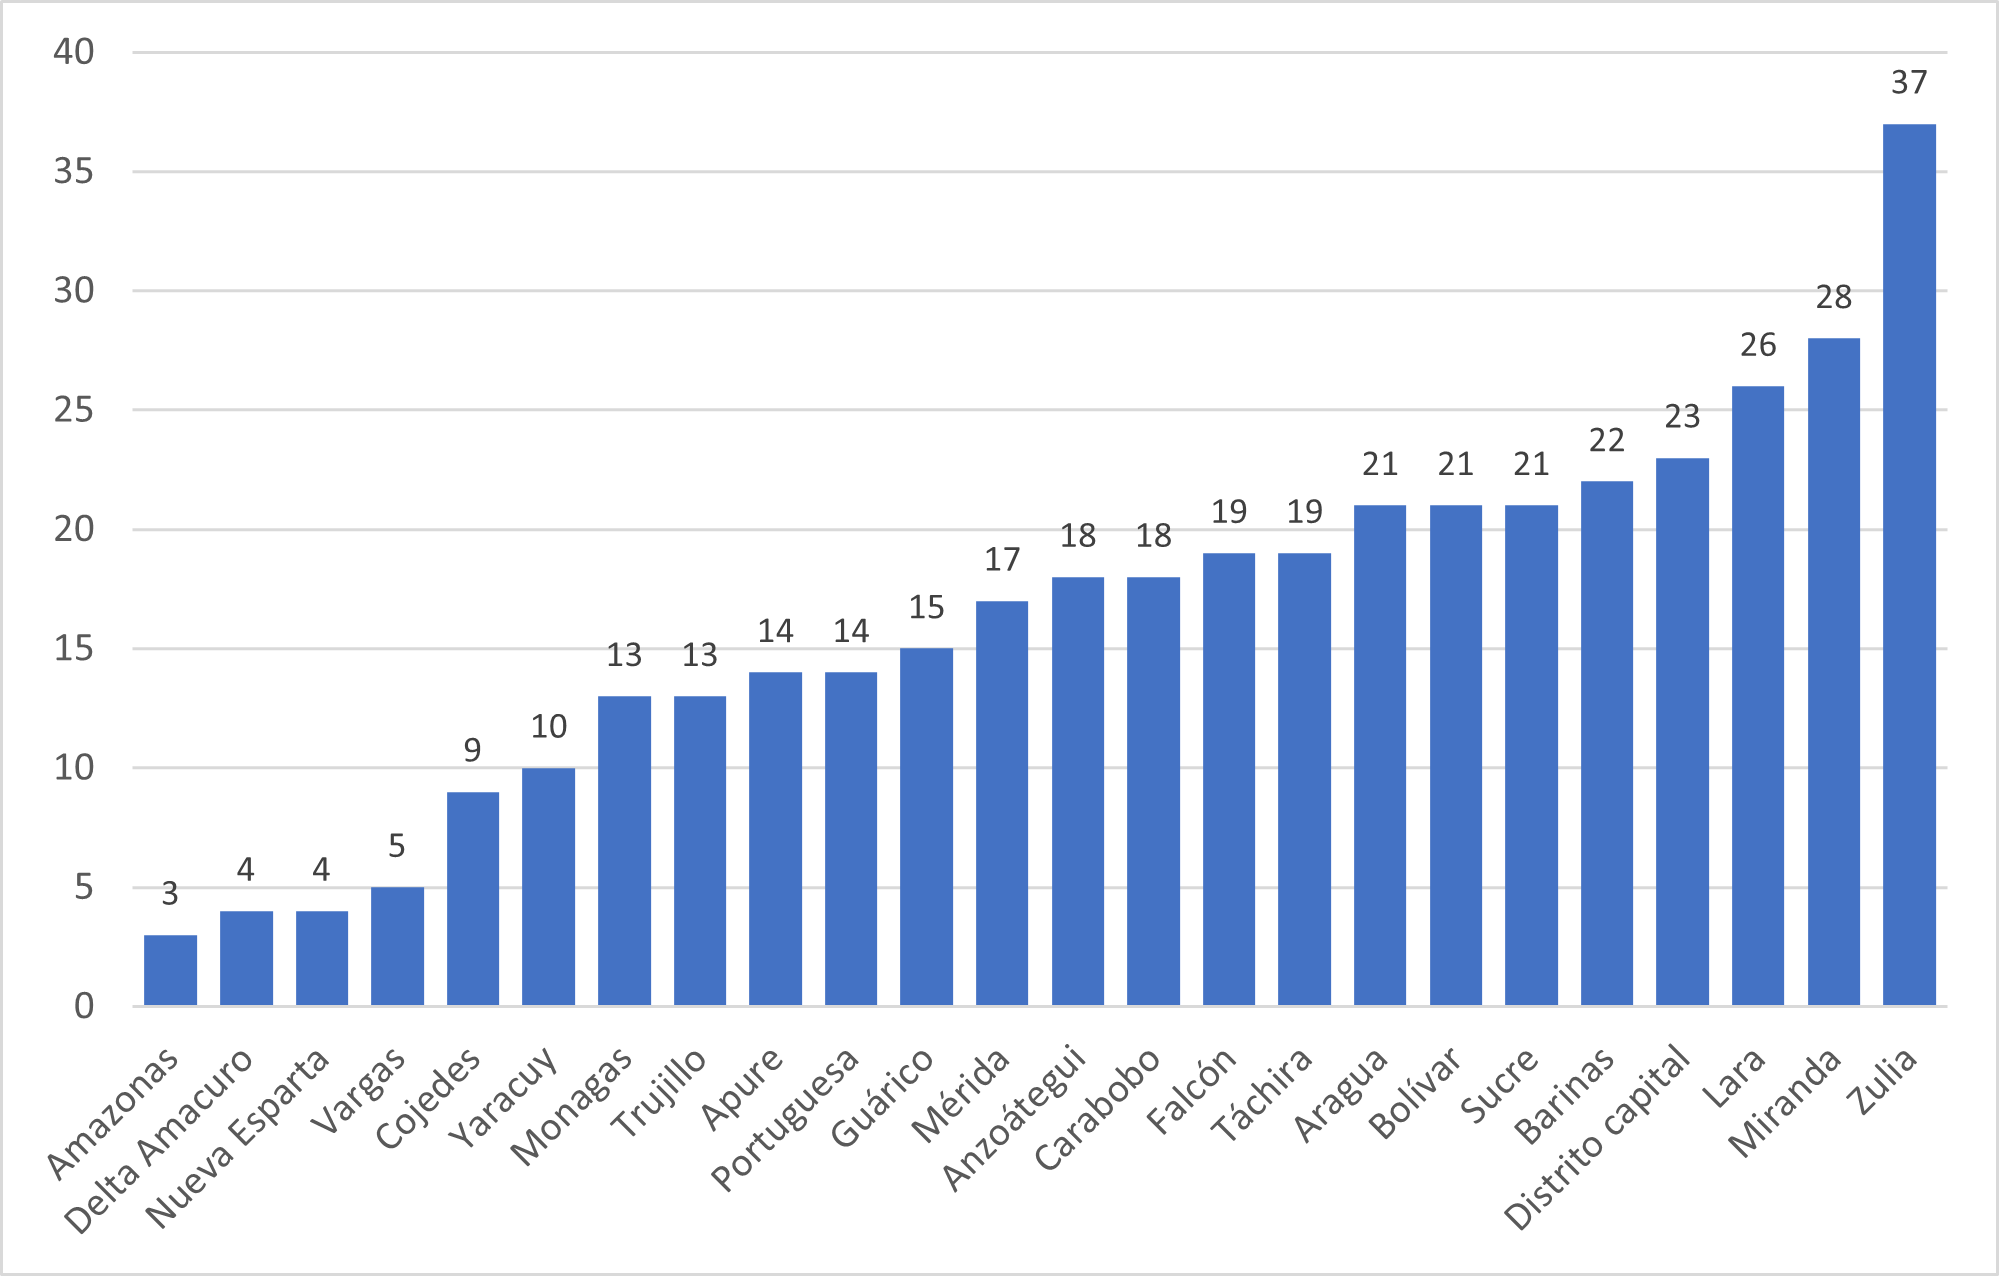 40
35
30
25
20
15
10
5
0
3
4
4
5
9
10
13
13
14
14
15
17
18
18
19
19
21
21
21
22
23
26
28
37
Amazonas
Delta Amacuro
Nueva Esparta
Vargas
Cojedes
Yaracuy
Monagas
Trujillo
Apure
Portuguesa
Guárico
Mérida
Anzoátegui
Carabobo
Falcón
Táchira
Aragua
Bolívar
Sucre
Barinas
Distrito capital
Lara
Miranda
Zulia